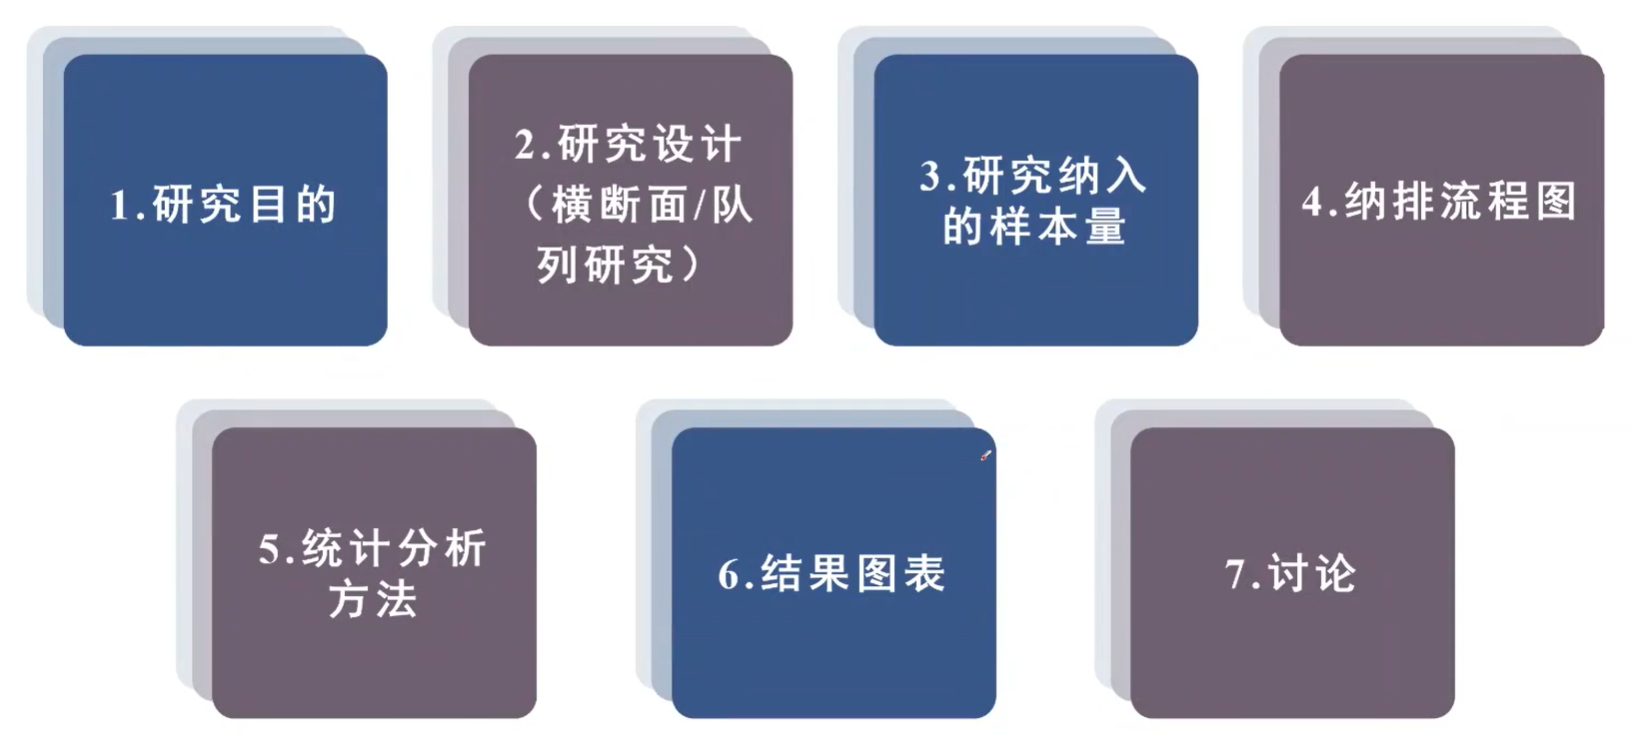 1.研究目的
2.研究设计
（横断面/队
列研究）
3.研究纳入
的样本量
4.纳排流程图
5.统计分析
方法
6.结果图表
7.讨论